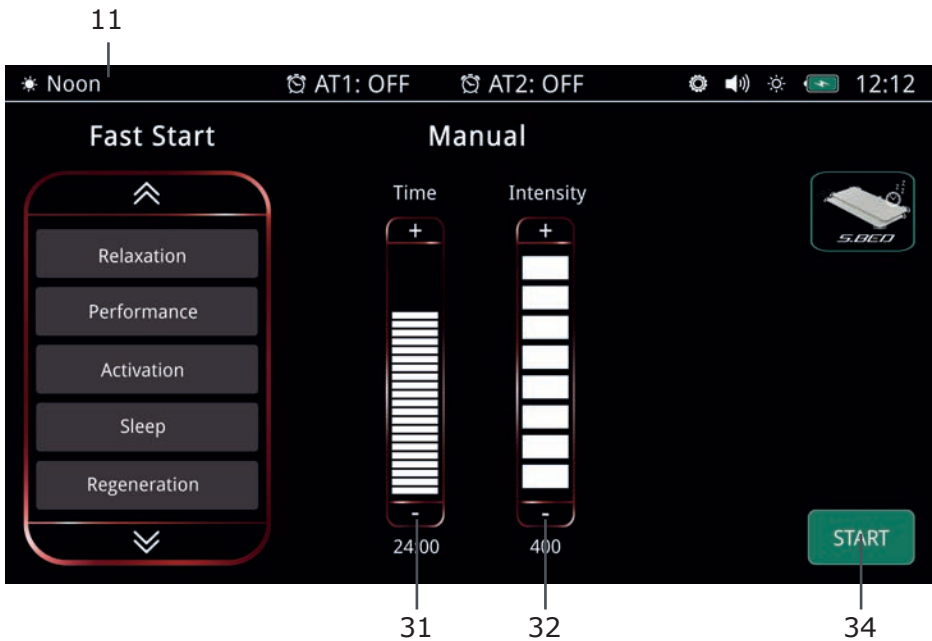 11
Noon AT1: OFF AT2: OFF 12:12
Fast Start Manual
Time Intensity
+ +
S.BED
Relaxation
Performance
Activation
Sleep
Regeneration
- -
24:00 400
START
31 32 34